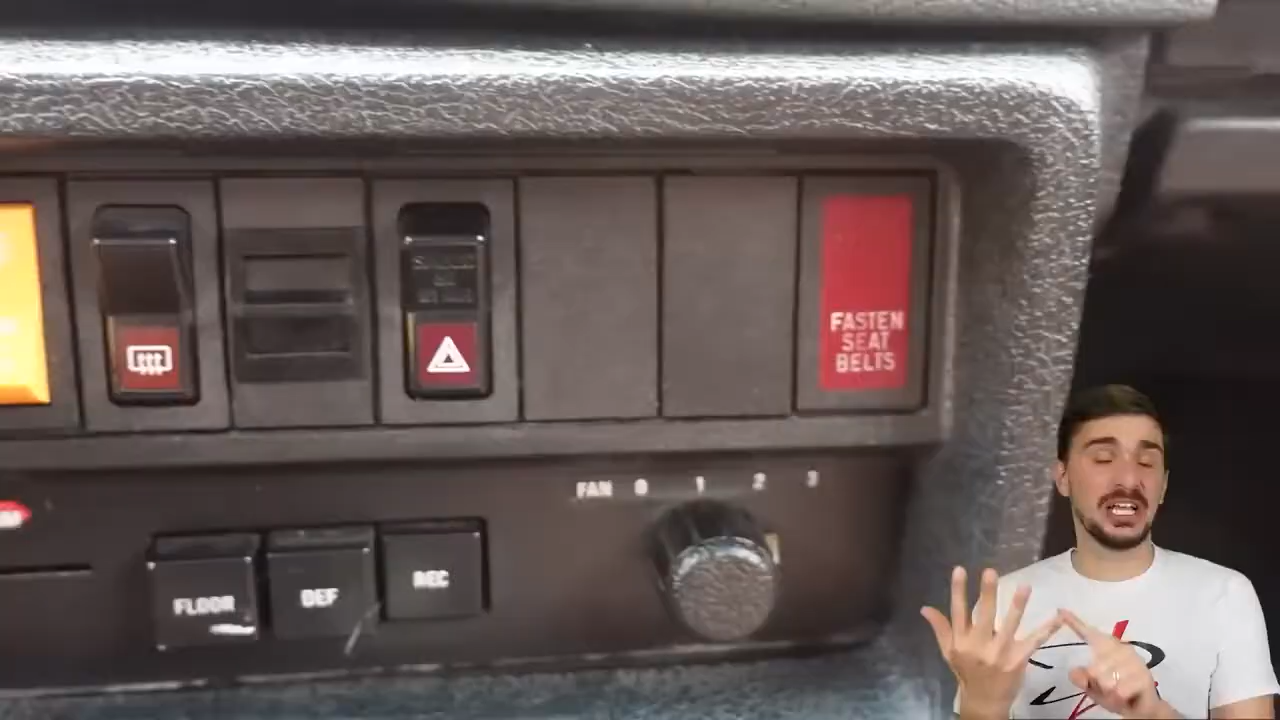 FASTEN
SEAT
BELTS
FAN 0 1 2 3
FLOOR
DEF
REC